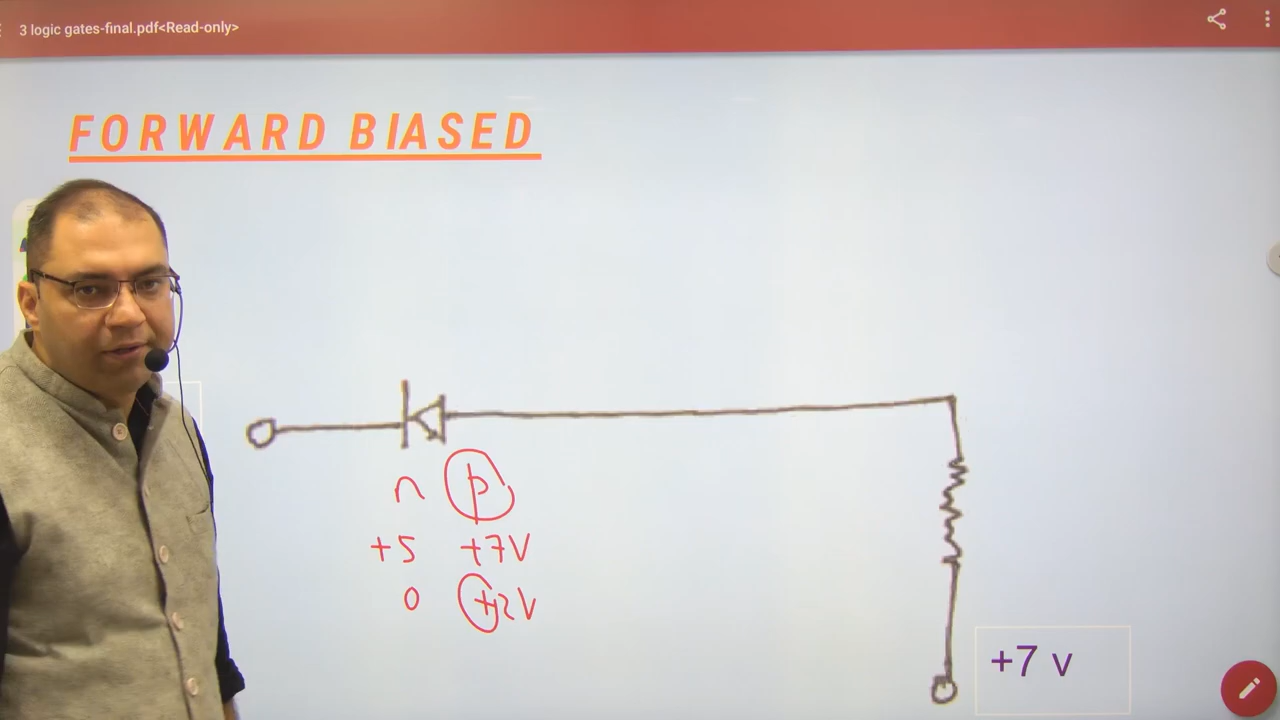 3 logic gates-final.pdf<Read-only>
FORWARD BIASED
n p
+5 +7V
0 +2V
+7 v